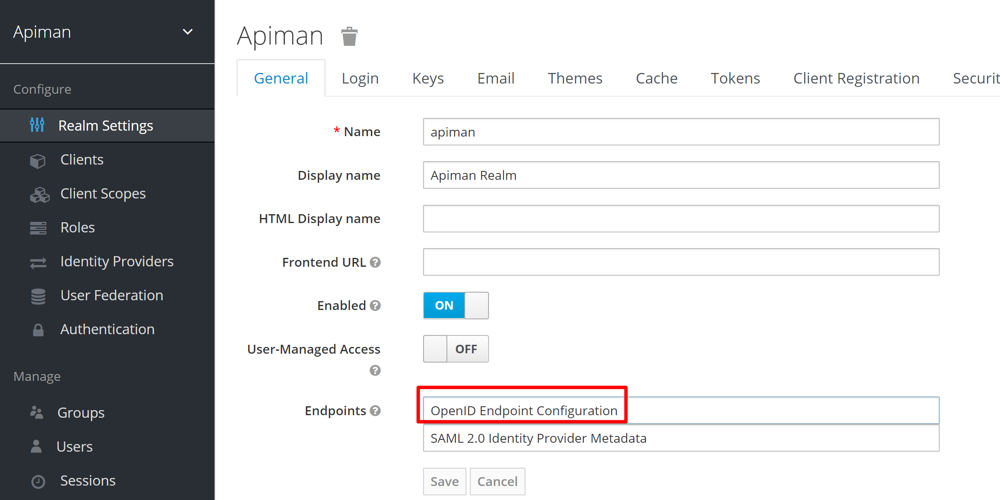 Apiman
Configure
Realm Settings
Clients
Client Scopes
Roles
Identity Providers
User Federation
Authentication
Manage
Groups
Users
Sessions
Apiman
General Login Keys Email Themes Cache Tokens Client Registration Securit
* Name apiman
Display name Apiman Realm
HTML Display name
Frontend URL ?
Enabled ? ON
User-Managed Access OFF
?
Endpoints ? OpenID Endpoint Configuration
SAML 2.0 Identity Provider Metadata
Save Cancel